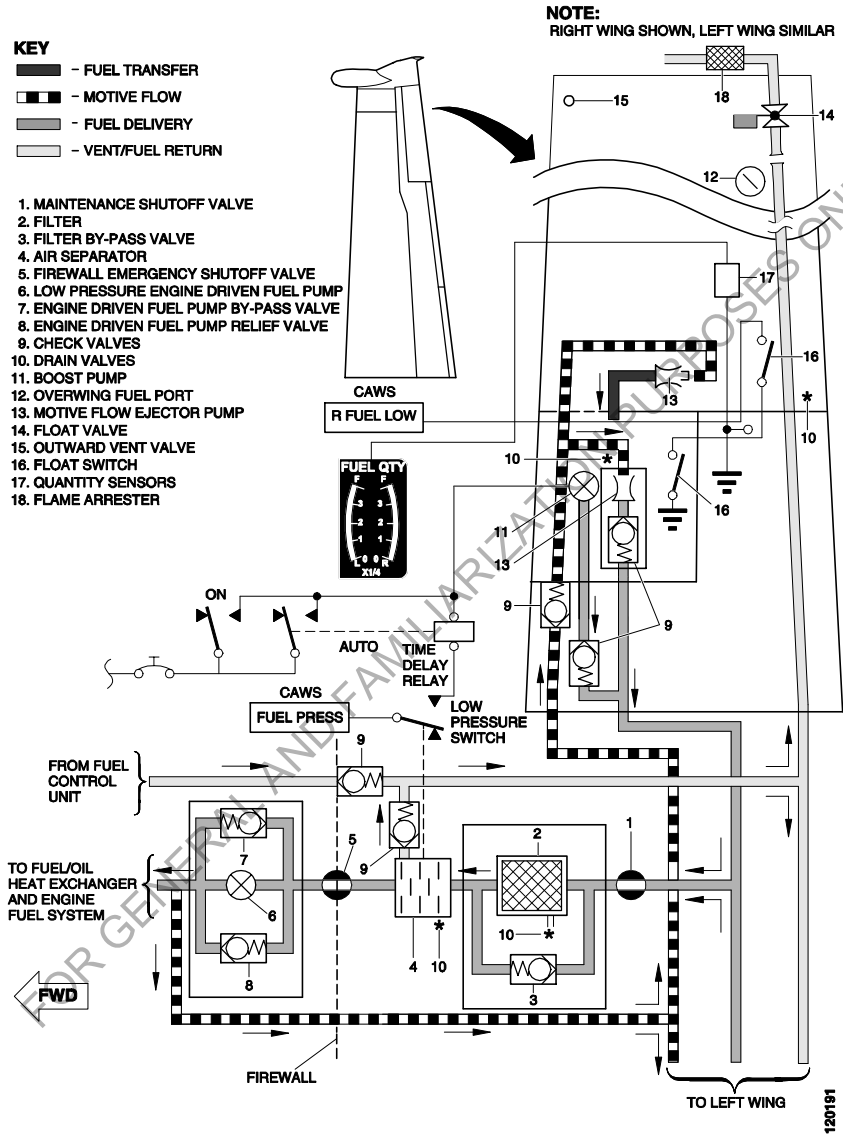 NOTE:
RIGHT WING SHOWN, LEFT WING SIMILAR
KEY
- FUEL TRANSFER
- MOTIVE FLOW
- FUEL DELIVERY
- VENT/FUEL RETURN
1. MAINTENANCE SHUTOFF VALVE
2. FILTER
3. FILTER BY-PASS VALVE
4. AIR SEPARATOR
5. FIREWALL EMERGENCY SHUTOFF VALVE
6. LOW PRESSURE ENGINE DRIVEN FUEL PUMP
7. ENGINE DRIVEN FUEL PUMP BY-PASS VALVE
8. ENGINE DRIVEN FUEL PUMP RELIEF VALVE
9. CHECK VALVES
10. DRAIN VALVES
11. BOOST PUMP
12. OVERWING FUEL PORT
13. MOTIVE FLOW EJECTOR PUMP
14. FLOAT VALVE
15. OUTWARD VENT VALVE
16. FLOAT SWITCH
17. QUANTITY SENSORS
18. FLAME ARRESTER
18
15
14
12
17
16
13
*
10
CAWS
R FUEL LOW
FUEL QTY
F F
3 3
2 2
1 1
L 0 0 R
X1/4
10 *
11
16
13
9
9
ON
AUTO
TIME
DELAY
RELAY
CAWS
FUEL PRESS
LOW
PRESSURE
SWITCH
FROM FUEL
CONTROL
UNIT
9
9
7
5
2
1
TO FUEL/OIL
HEAT EXCHANGER
AND ENGINE
FUEL SYSTEM
6
8
4
*
10
10 *
3
FWD
FIREWALL
TO LEFT WING
120191
FOR GENERAL AND FAMILIARIZATION PURPOSES ONL